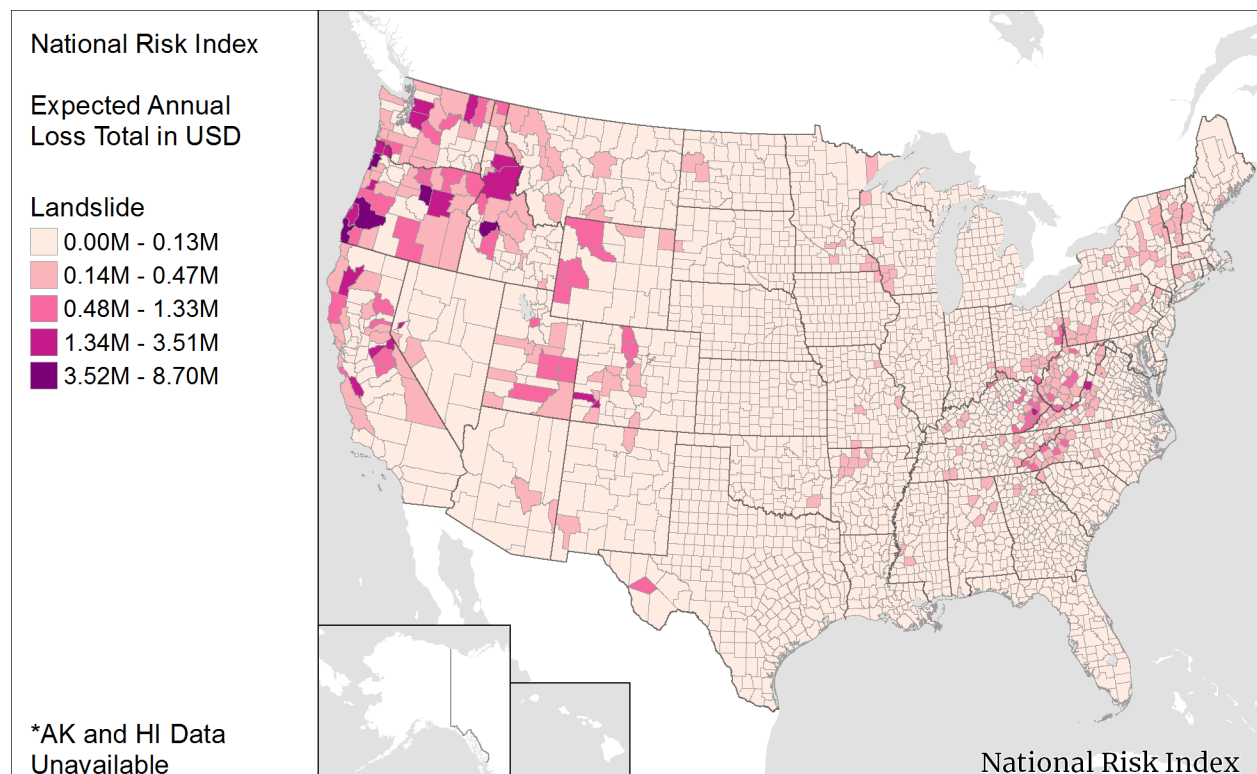 National Risk Index
Expected Annual
Loss Total in USD
Landslide
0.00M - 0.13M
0.14M - 0.47M
0.48M - 1.33M
1.34M - 3.51M
3.52M - 8.70M
*AK and HI Data
Unavailable
National Risk Index